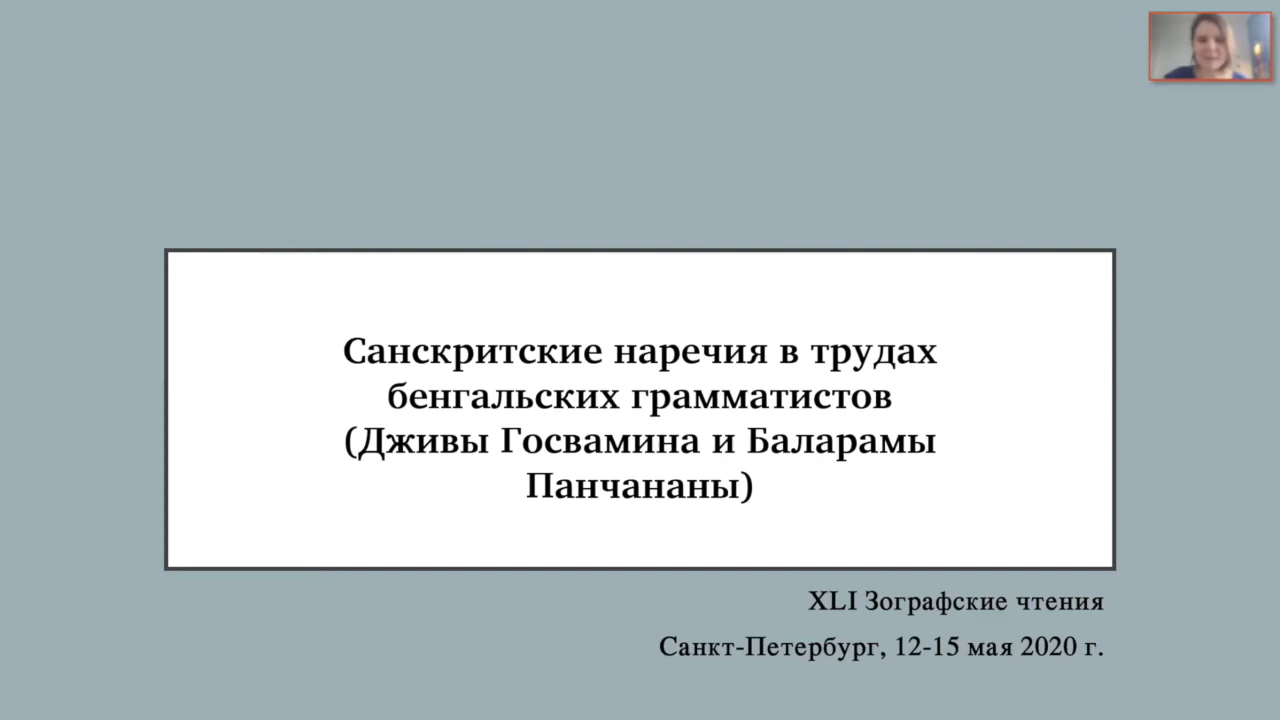 Санскритские наречия в трудах
бенгальских грамматистов
(Дживы Госвамина и Баларамы
Панчананы)
XLI Зографские чтения
Санкт-Петербург, 12-15 мая 2020 г.